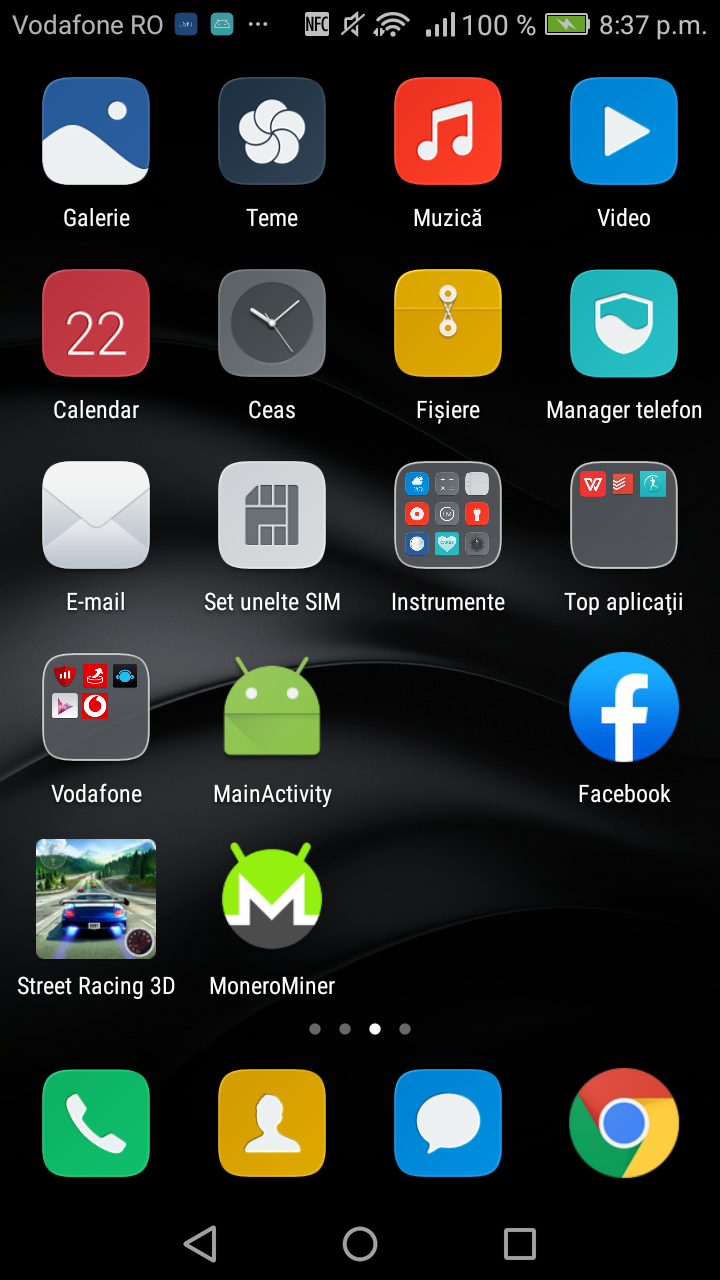 Vodafone RO ... NFC 100 % 8:37 p.m.
Galerie Teme Muzică Video
22
Calendar Ceas Fișiere Manager telefon
E-mail Set unelte SIM Instrumente Top aplicații
Vodafone MainActivity Facebook
Street Racing 3D MoneroMiner